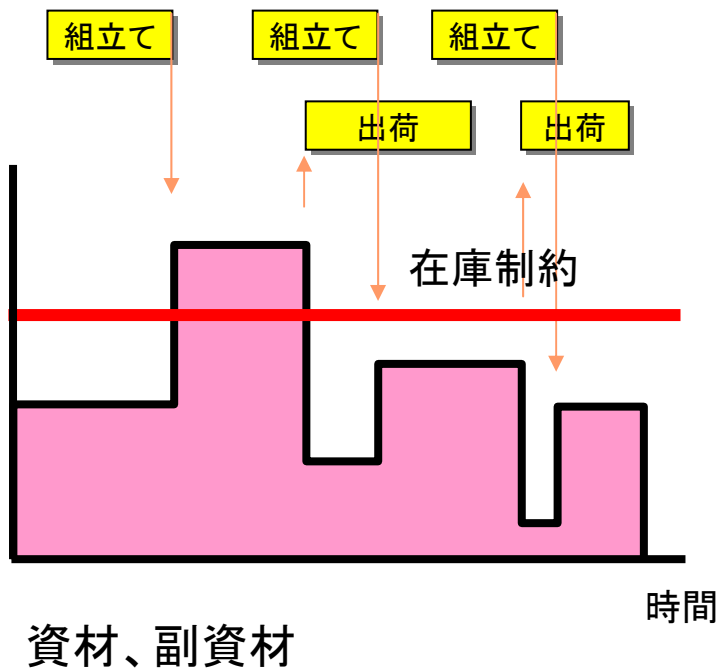 組立て
組立て
組立て
出荷
出荷
在庫制約
時間
資材、副資材